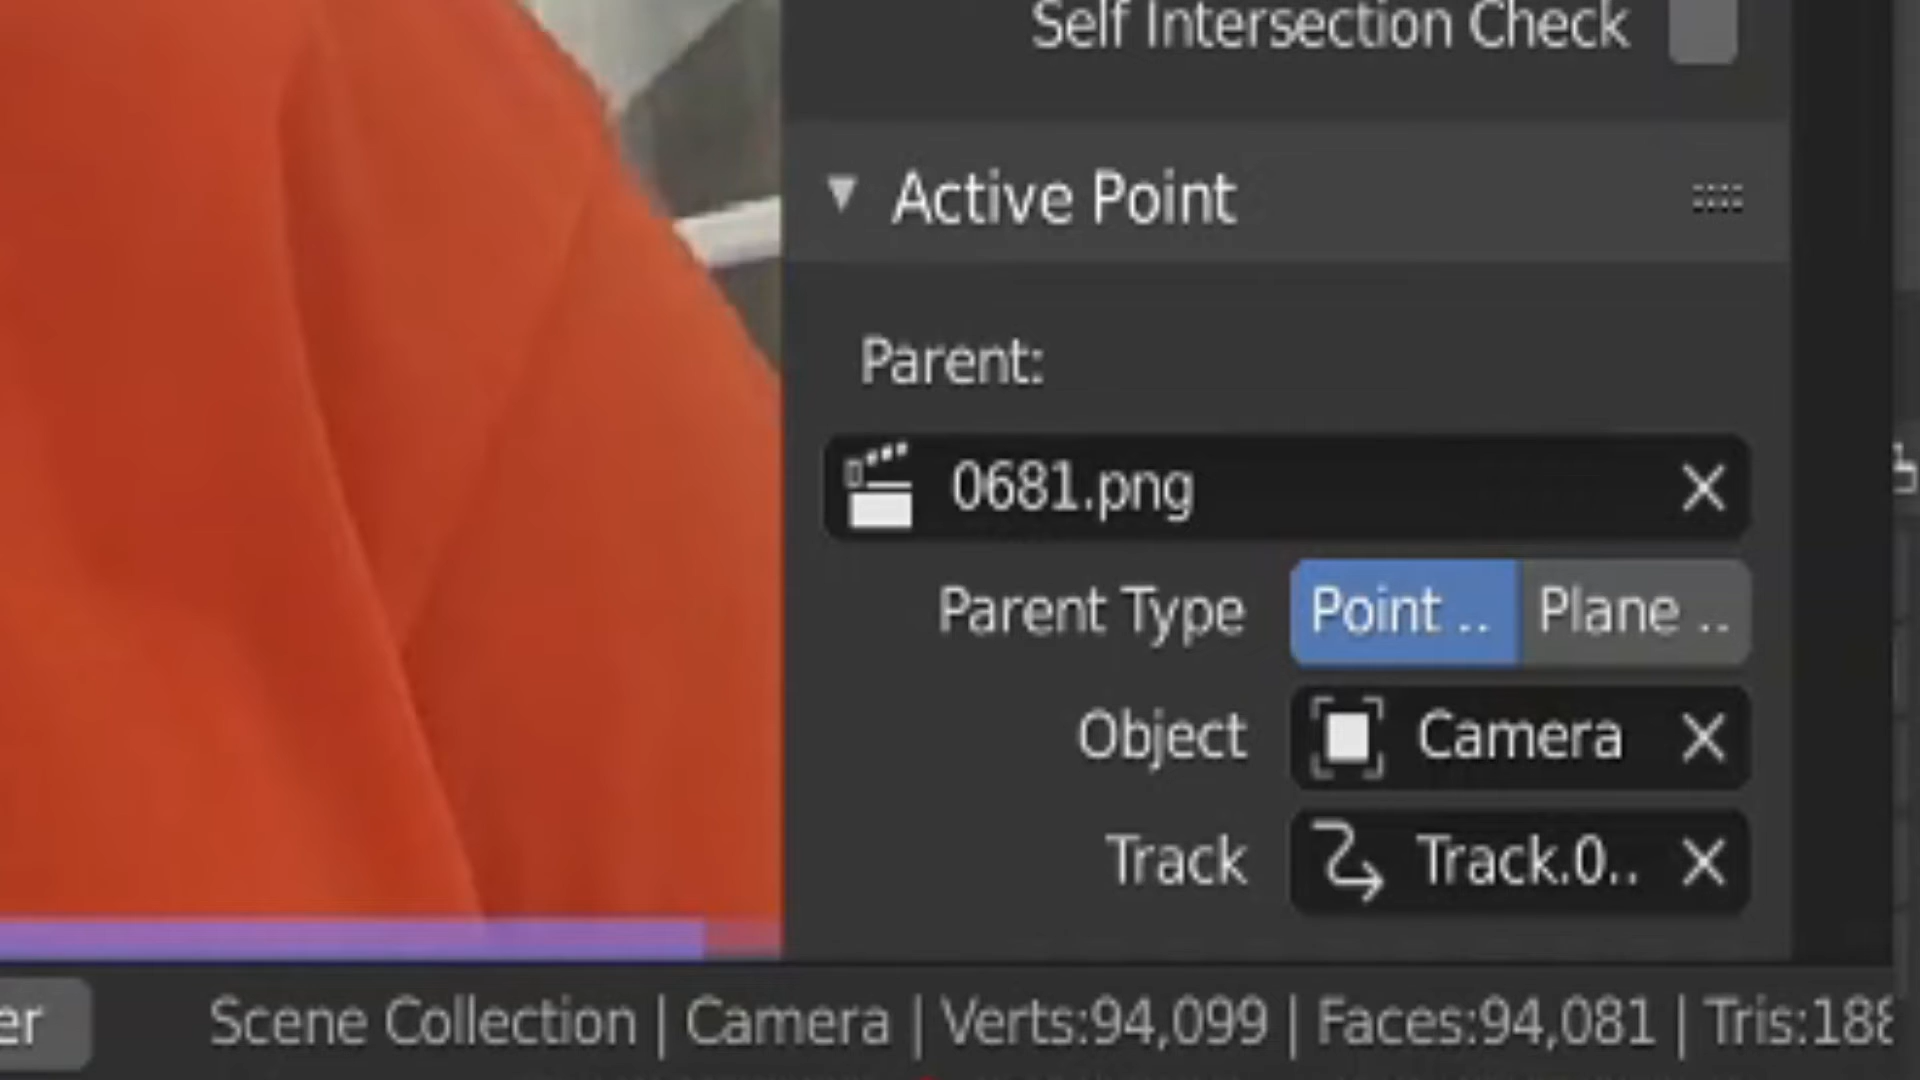 Self Intersection Check
Active Point
Parent:
0681.png
Parent Type Point .. Plane ..
Object Camera
Track Track.0..
er Scene Collection | Camera | Verts:94,099 | Faces:94,081 | Tris:188